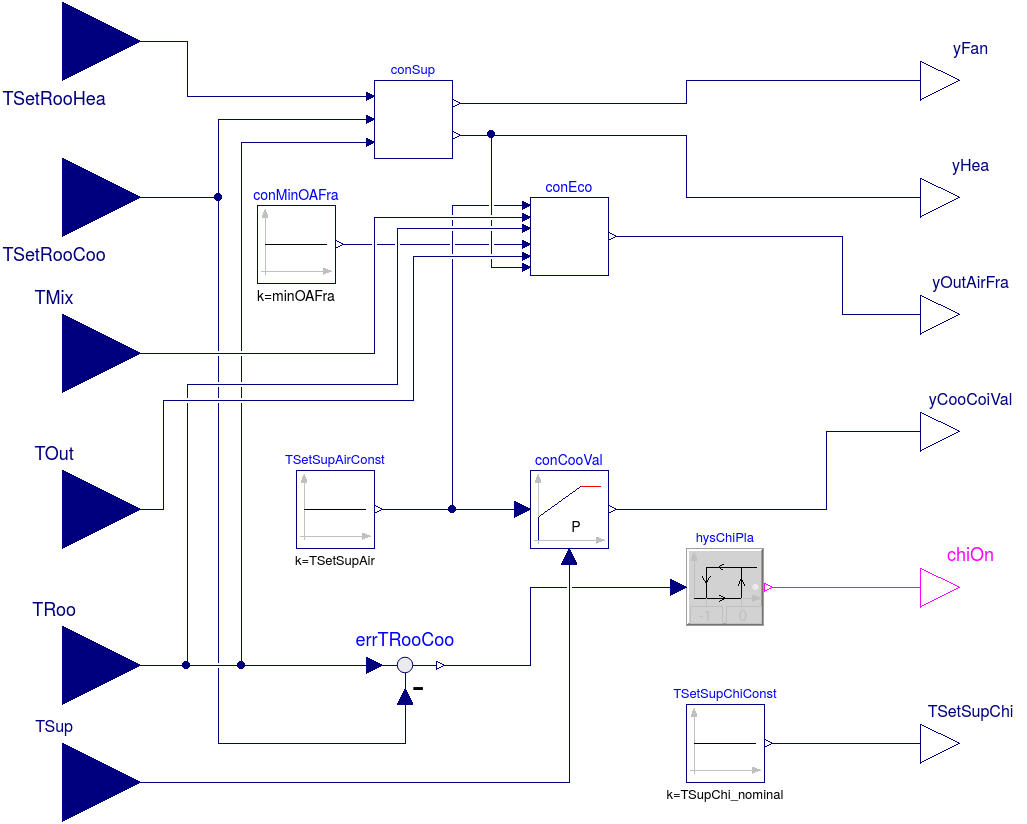 yFan
conSup
TSetRooHea
yHea
conEco
conMinOAFra
TSetRooCoo
yOutAirFra
TMix
k=minOAFra
yCooCoiVal
TOut
TSetSupAirConst
conCooVal
P
hysChiPla
chiOn
k=TSetSupAir
TRoo
-1 0
errTRooCoo
-
TSetSupChiConst
TSetSupChi
TSup
k=TSupChi_nominal